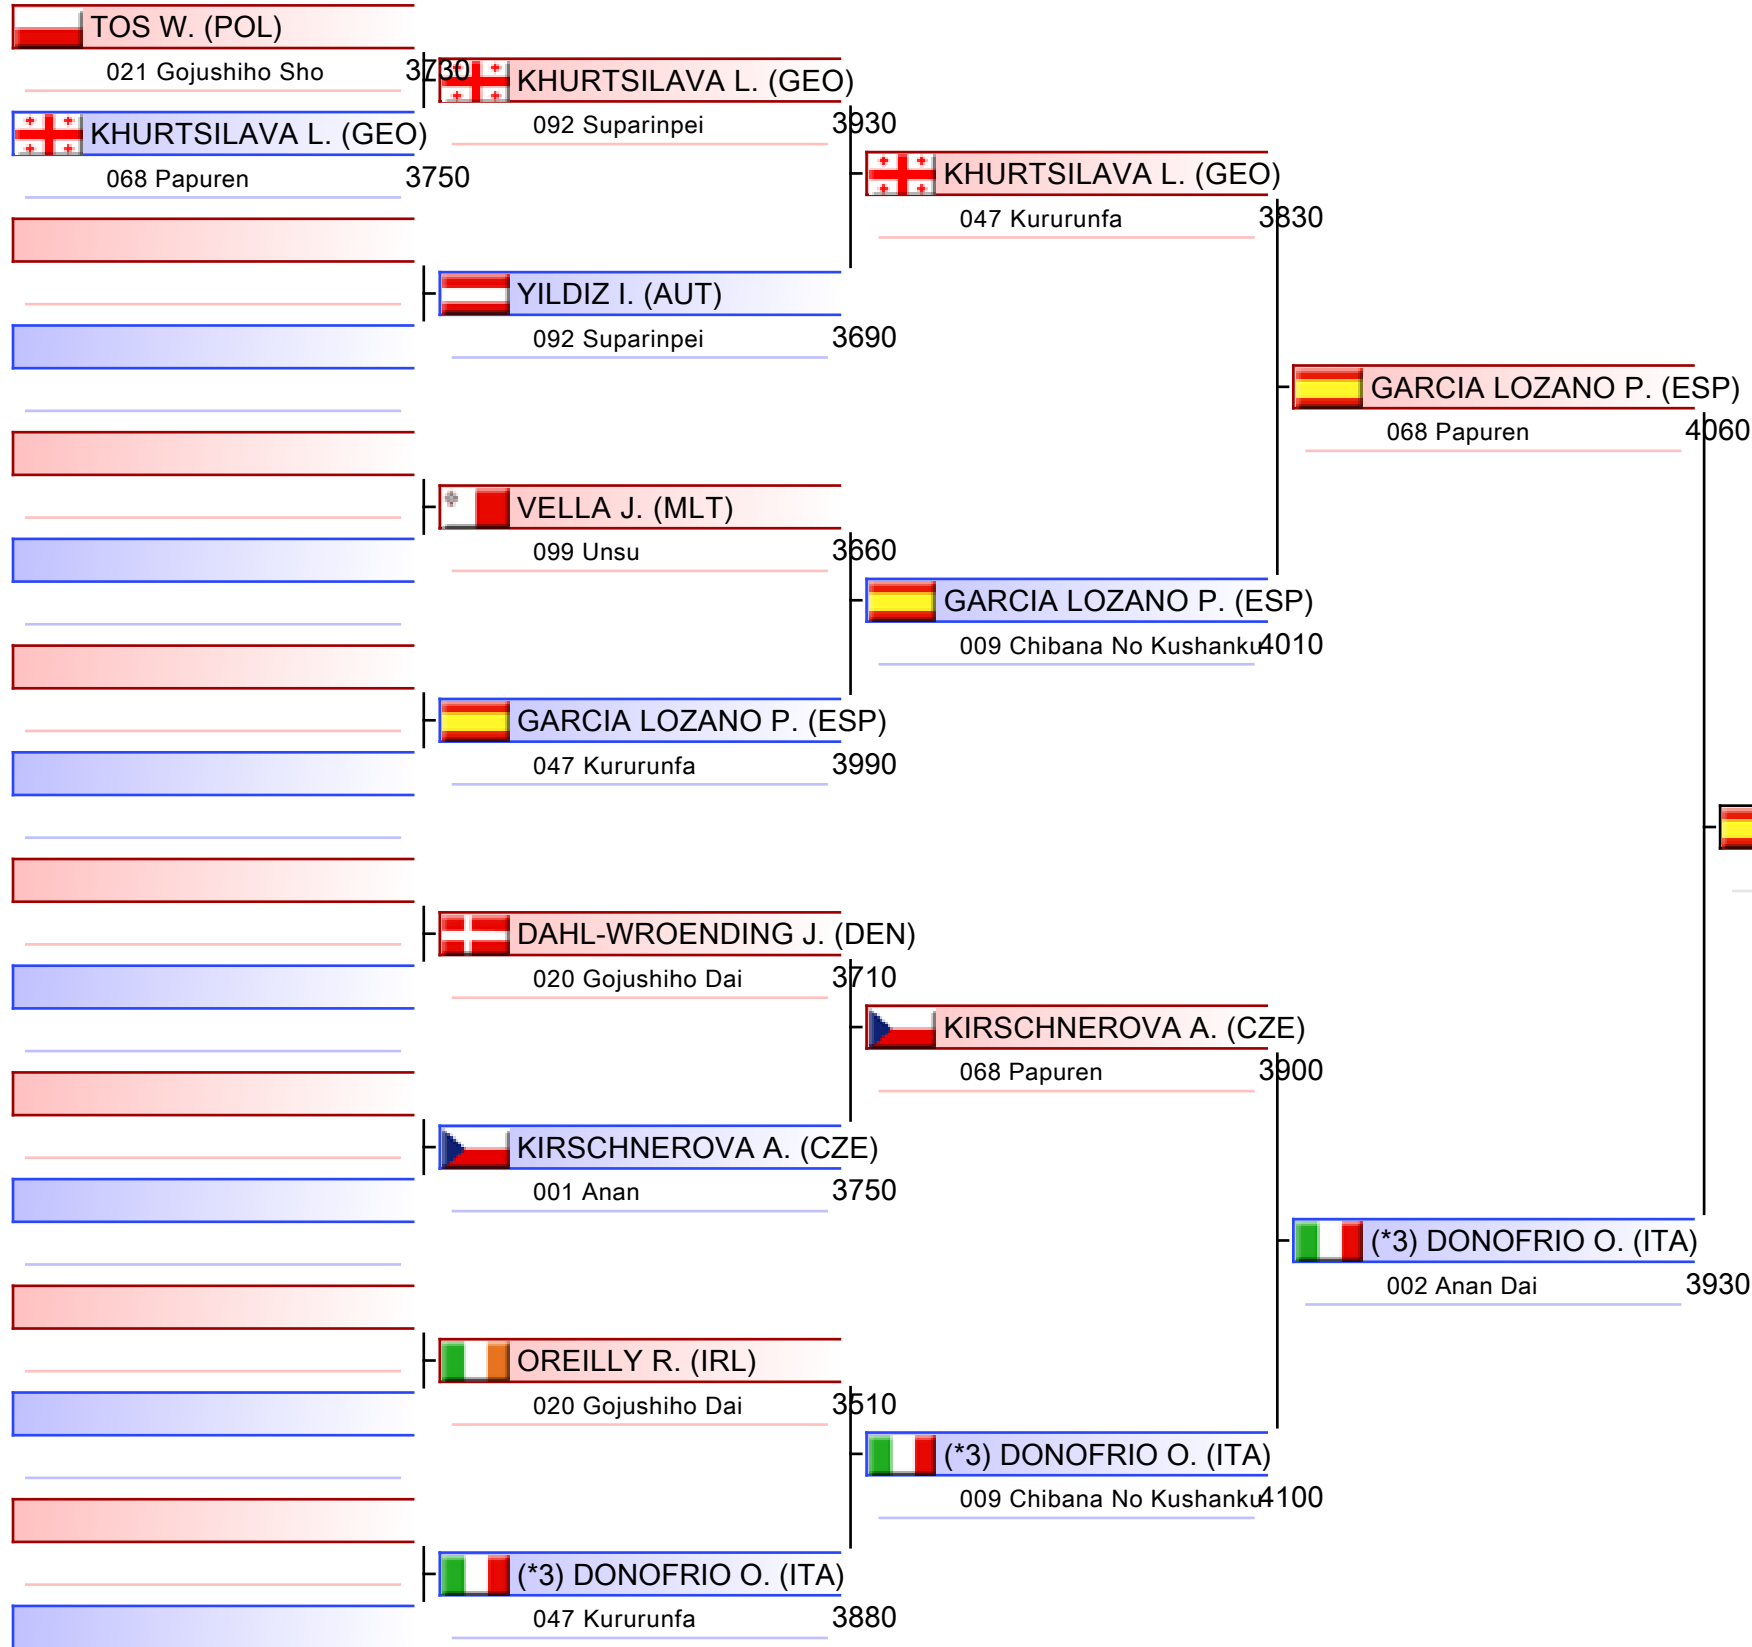 TOS W. (POL)
021 Gojushiho Sho 3730
KHURTSILAVA L. (GEO)
068 Papuren 3750
KHURTSILAVA L. (GEO)
092 Suparinpei 3930
YILDIZ I. (AUT)
092 Suparinpei 3690
VELLA J. (MLT)
099 Unsu 3660
GARCIA LOZANO P. (ESP)
047 Kururunfa 3990
DAHL-WROENDING J. (DEN)
020 Gojushiho Dai 3710
KIRSCHNEROVA A. (CZE)
001 Anan 3750
OREILLY R. (IRL)
020 Gojushiho Dai 3510
(*3) DONOFRIO O. (ITA)
047 Kururunfa 3880
KHURTSILAVA L. (GEO)
047 Kururunfa 3830
GARCIA LOZANO P. (ESP)
009 Chibana No Kushanku 4010
KIRSCHNEROVA A. (CZE)
068 Papuren 3900
(*3) DONOFRIO O. (ITA)
009 Chibana No Kushanku 4100
GARCIA LOZANO P. (ESP)
068 Papuren 4060
(*3) DONOFRIO O. (ITA)
002 Anan Dai 3930